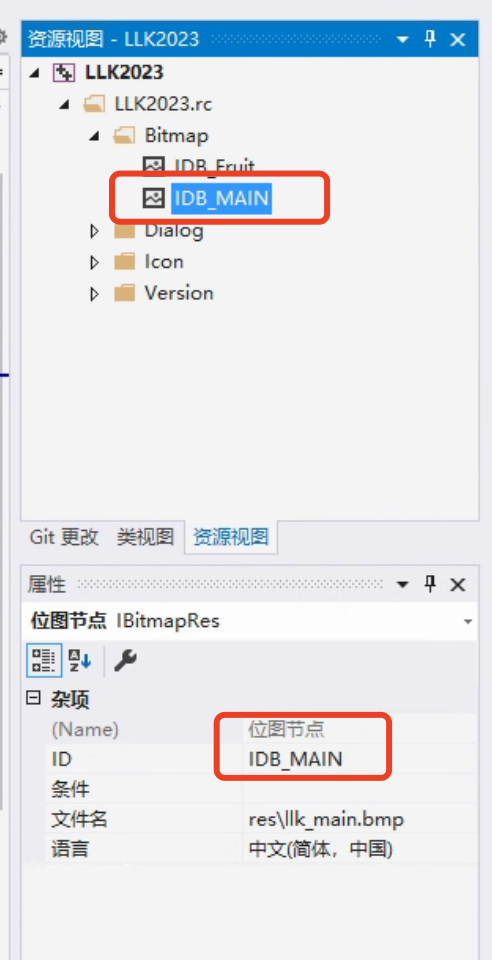 资源视图 - LLK2023
LLK2023
LLK2023.rc
Bitmap
IDB_Fruit
IDB_MAIN
Dialog
Icon
Version
Git 更改 类视图 资源视图
属性
位图节点 IBitmapRes
杂项
(Name) 位图节点
ID IDB_MAIN
条件
文件名 res\llk_main.bmp
语言 中文(简体，中国)